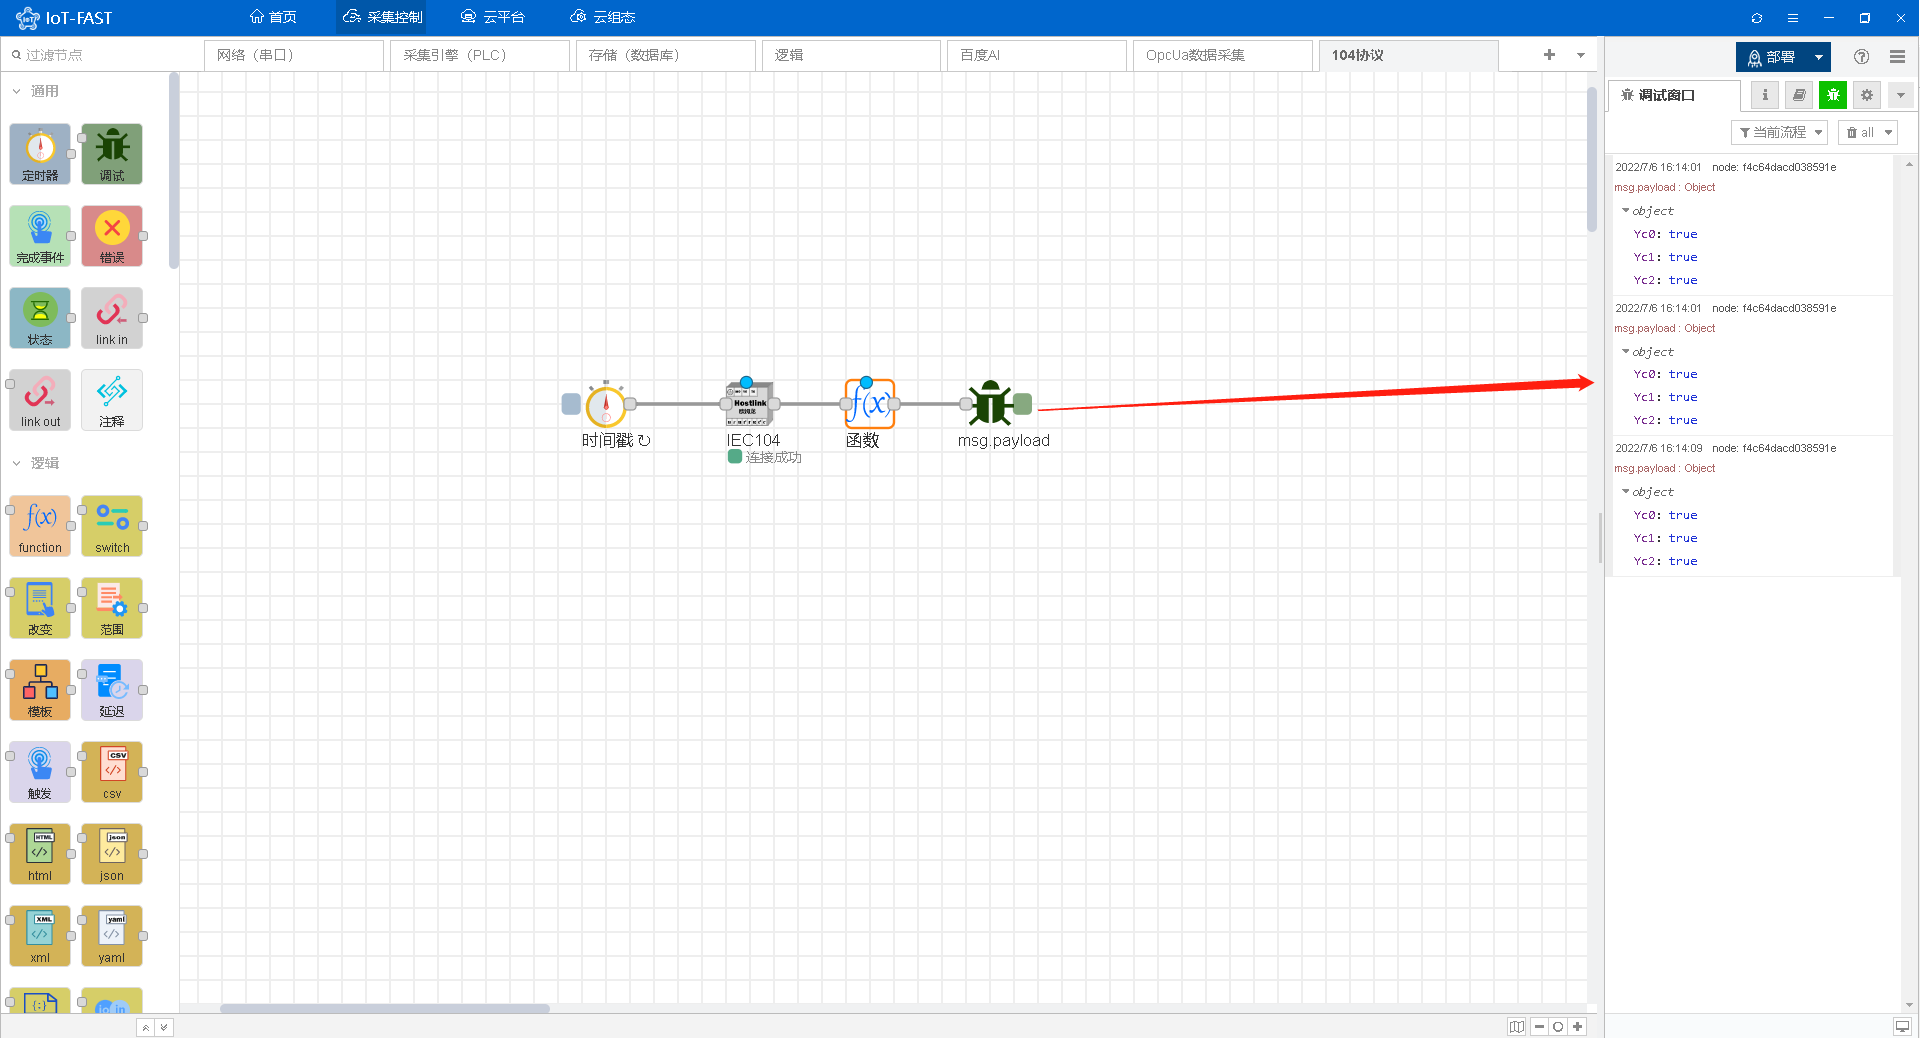 IoT-FAST
首页
采集控制
云平台
云组态
过滤节点
网络（串口）
采集引擎（PLC）
存储（数据库）
逻辑
百度AI
OpcUa数据采集
104协议
部署
调试窗口
当前流程
all
通用
定时器
调试
完成事件
错误
状态
link in
link out
注释
逻辑
f(x)
function
switch
改变
范围
模板
延迟
触发
CSV
csv
HTML
html
json
json
XML
xml
yaml
yaml
时间戳 ↻
Hostlink
IEC104
连接成功
f(x)
函数
msg.payload
2022/7/6 16:14:01 node: f4c64dacd038591e
msg.payload : Object
object
Yc0: true
Yc1: true
Yc2: true
2022/7/6 16:14:01 node: f4c64dacd038591e
msg.payload : Object
object
Yc0: true
Yc1: true
Yc2: true
2022/7/6 16:14:09 node: f4c64dacd038591e
msg.payload : Object
object
Yc0: true
Yc1: true
Yc2: true